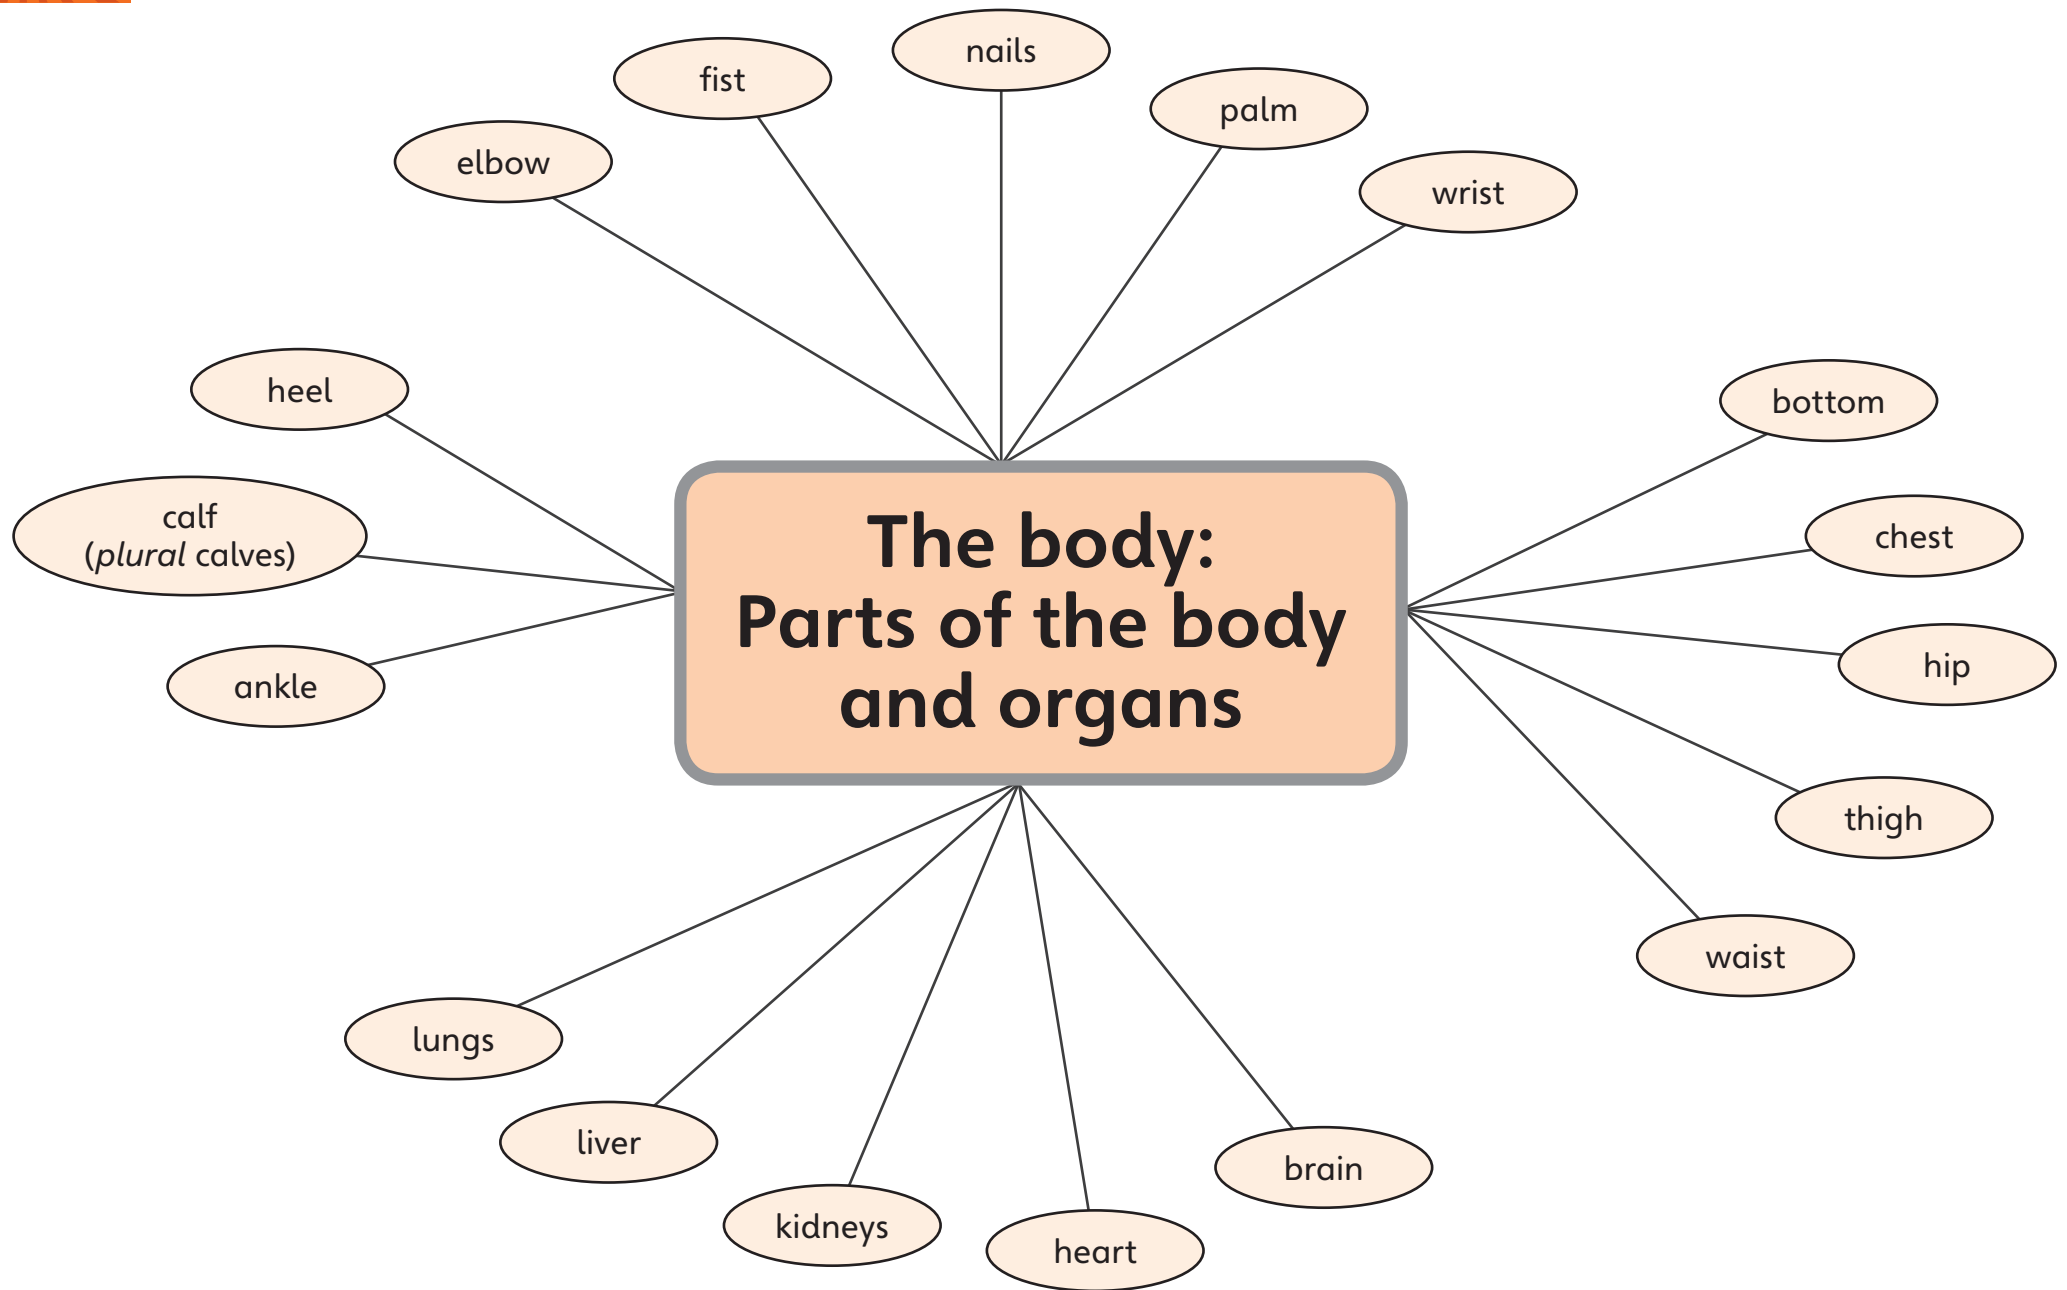 nails
fist
palm
elbow
wrist
heel
bottom
calf
(plural calves)
chest
The body:
Parts of the body
and organs
hip
ankle
thigh
waist
lungs
liver
brain
kidneys
heart